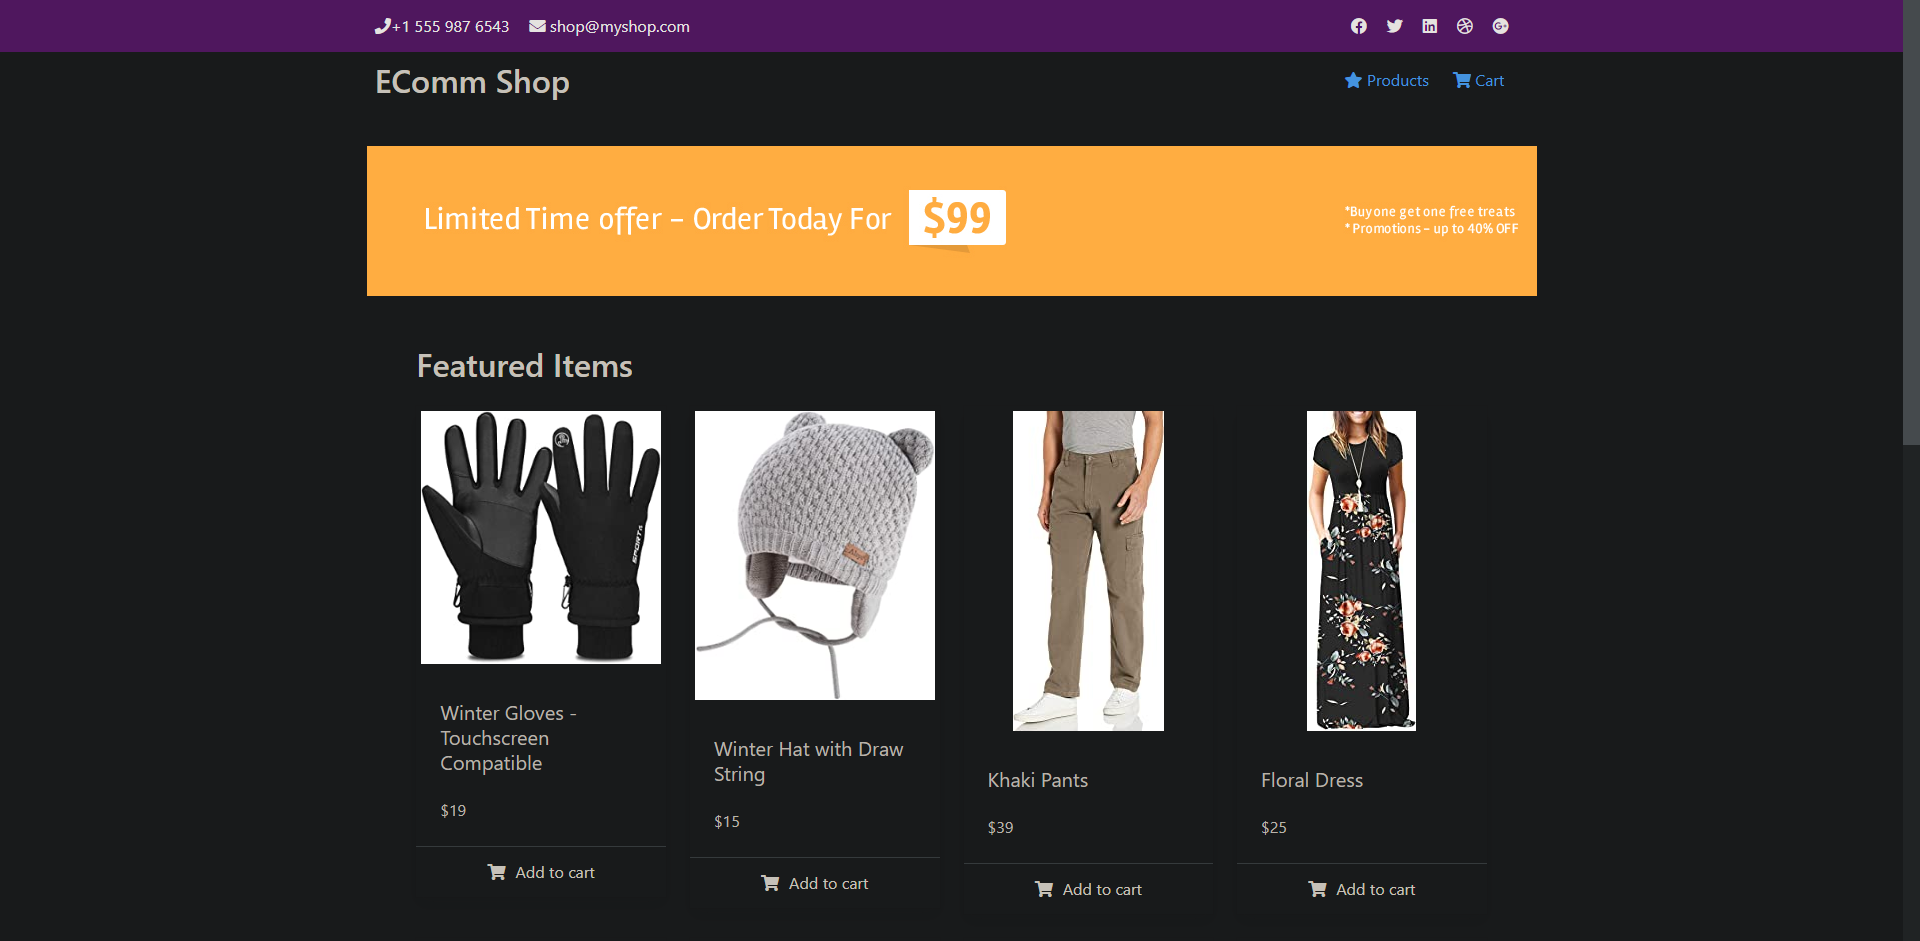 +1 555 987 6543 shop@myshop.com
EComm Shop
Products Cart
Limited Time offer – Order Today For $99
*Buy one get one free treats
* Promotions – up to 40% OFF
Featured Items
SPORTS
Winter Gloves -
Touchscreen
Compatible
$19
Add to cart
Winter Hat with Draw
String
$15
Add to cart
Khaki Pants
$39
Add to cart
Floral Dress
$25
Add to cart